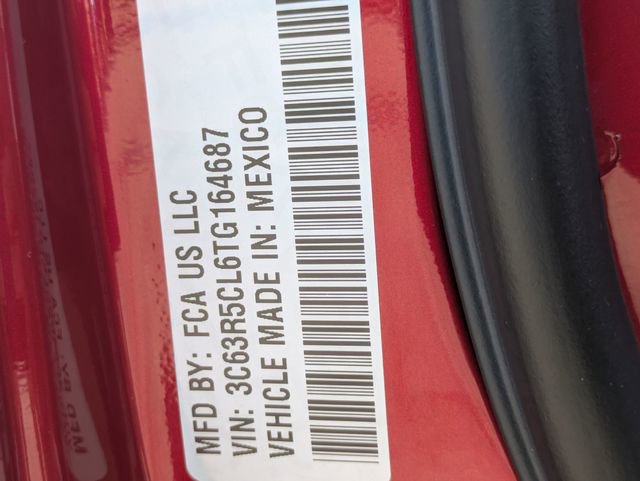 MFD BY: FCA US LLC
VIN: 3C63R5CL6TG164687
VEHICLE MADE IN: MEXICO